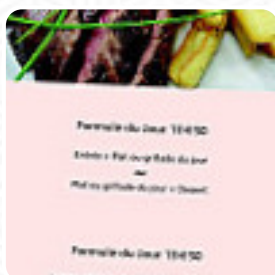 Formule du Jour
Entrée + Plat ou grillade du jour
ou
Plat ou grillade du jour + Dessert
Formule du Jour